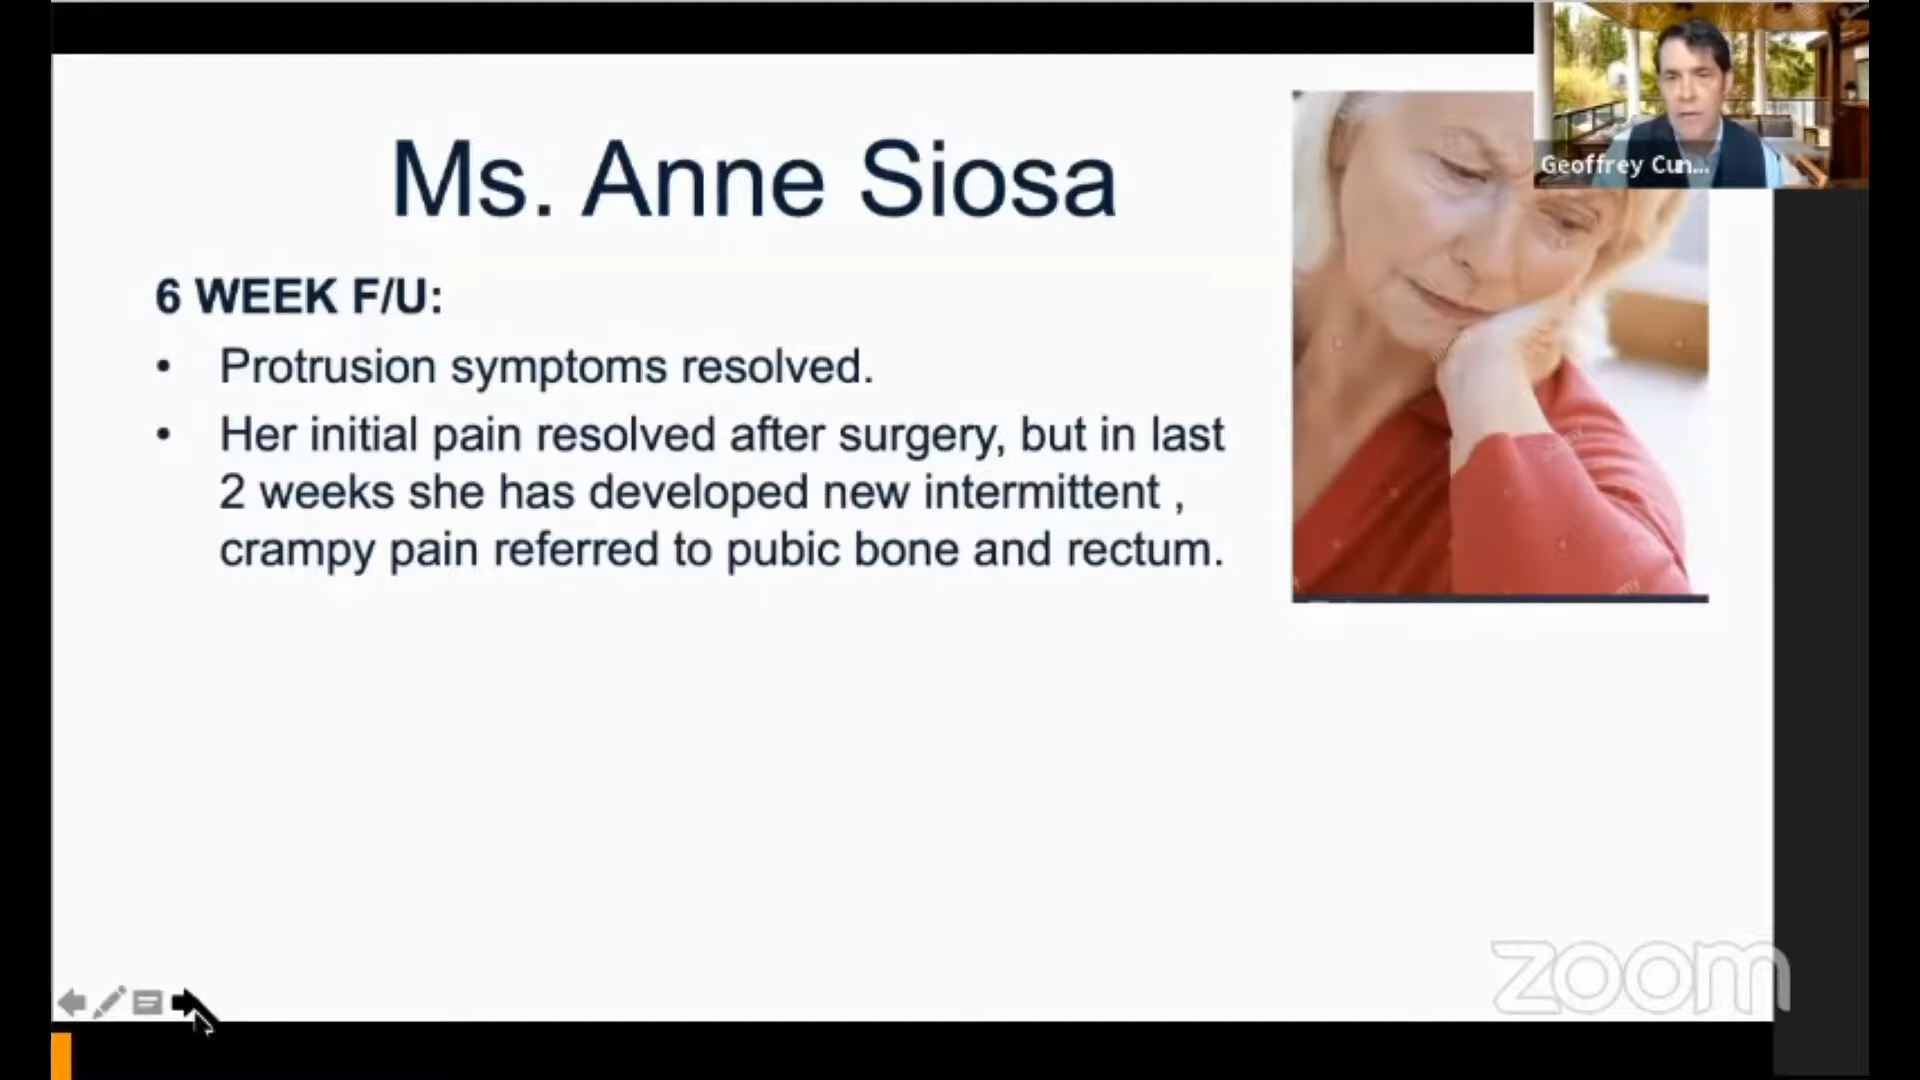 Ms. Anne Siosa
Geoffrey Cun...
6 WEEK F/U:
• Protrusion symptoms resolved.
• Her initial pain resolved after surgery, but in last
2 weeks she has developed new intermittent ,
crampy pain referred to pubic bone and rectum.
zoom